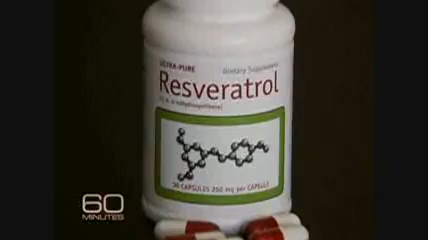 ULTRA-PURE Dietary Supplement
Resveratrol
30 CAPSULES 250 mg PER CAPSULE
60
MINUTES